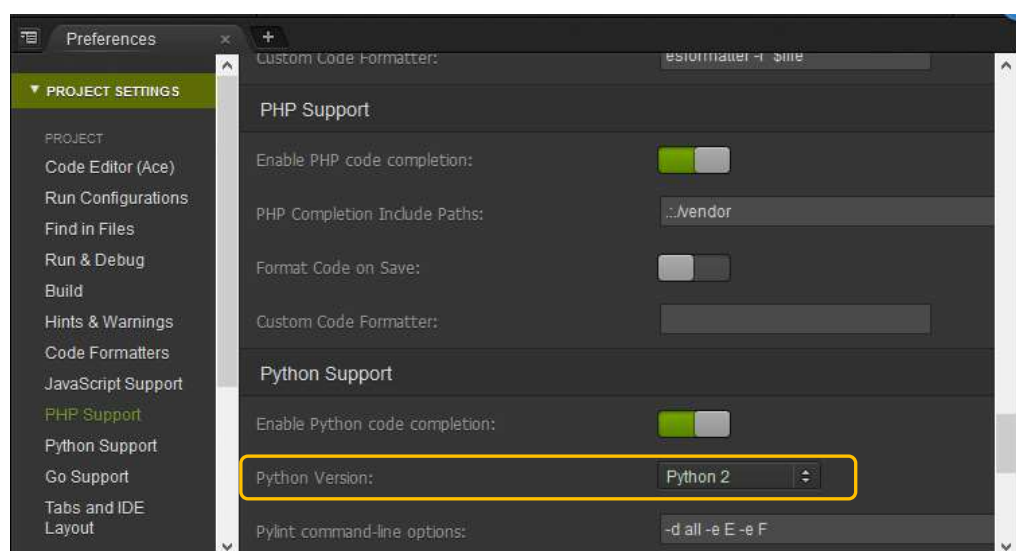 Preferences
PROJECT SETTINGS
PROJECT
Code Editor (Ace)
Run Configurations
Find in Files
Run & Debug
Build
Hints & Warnings
Code Formatters
JavaScript Support
PHP Support
Python Support
Go Support
Tabs and IDE
Layout
Custom Code Formatter:
esformatter -i "$file"
PHP Support
Enable PHP code completion:
PHP Completion Include Paths:
.:./vendor
Format Code on Save:
Custom Code Formatter:
Python Support
Enable Python code completion:
Python Version:
Python 2
Pylint command-line options:
-d all -e E -e F